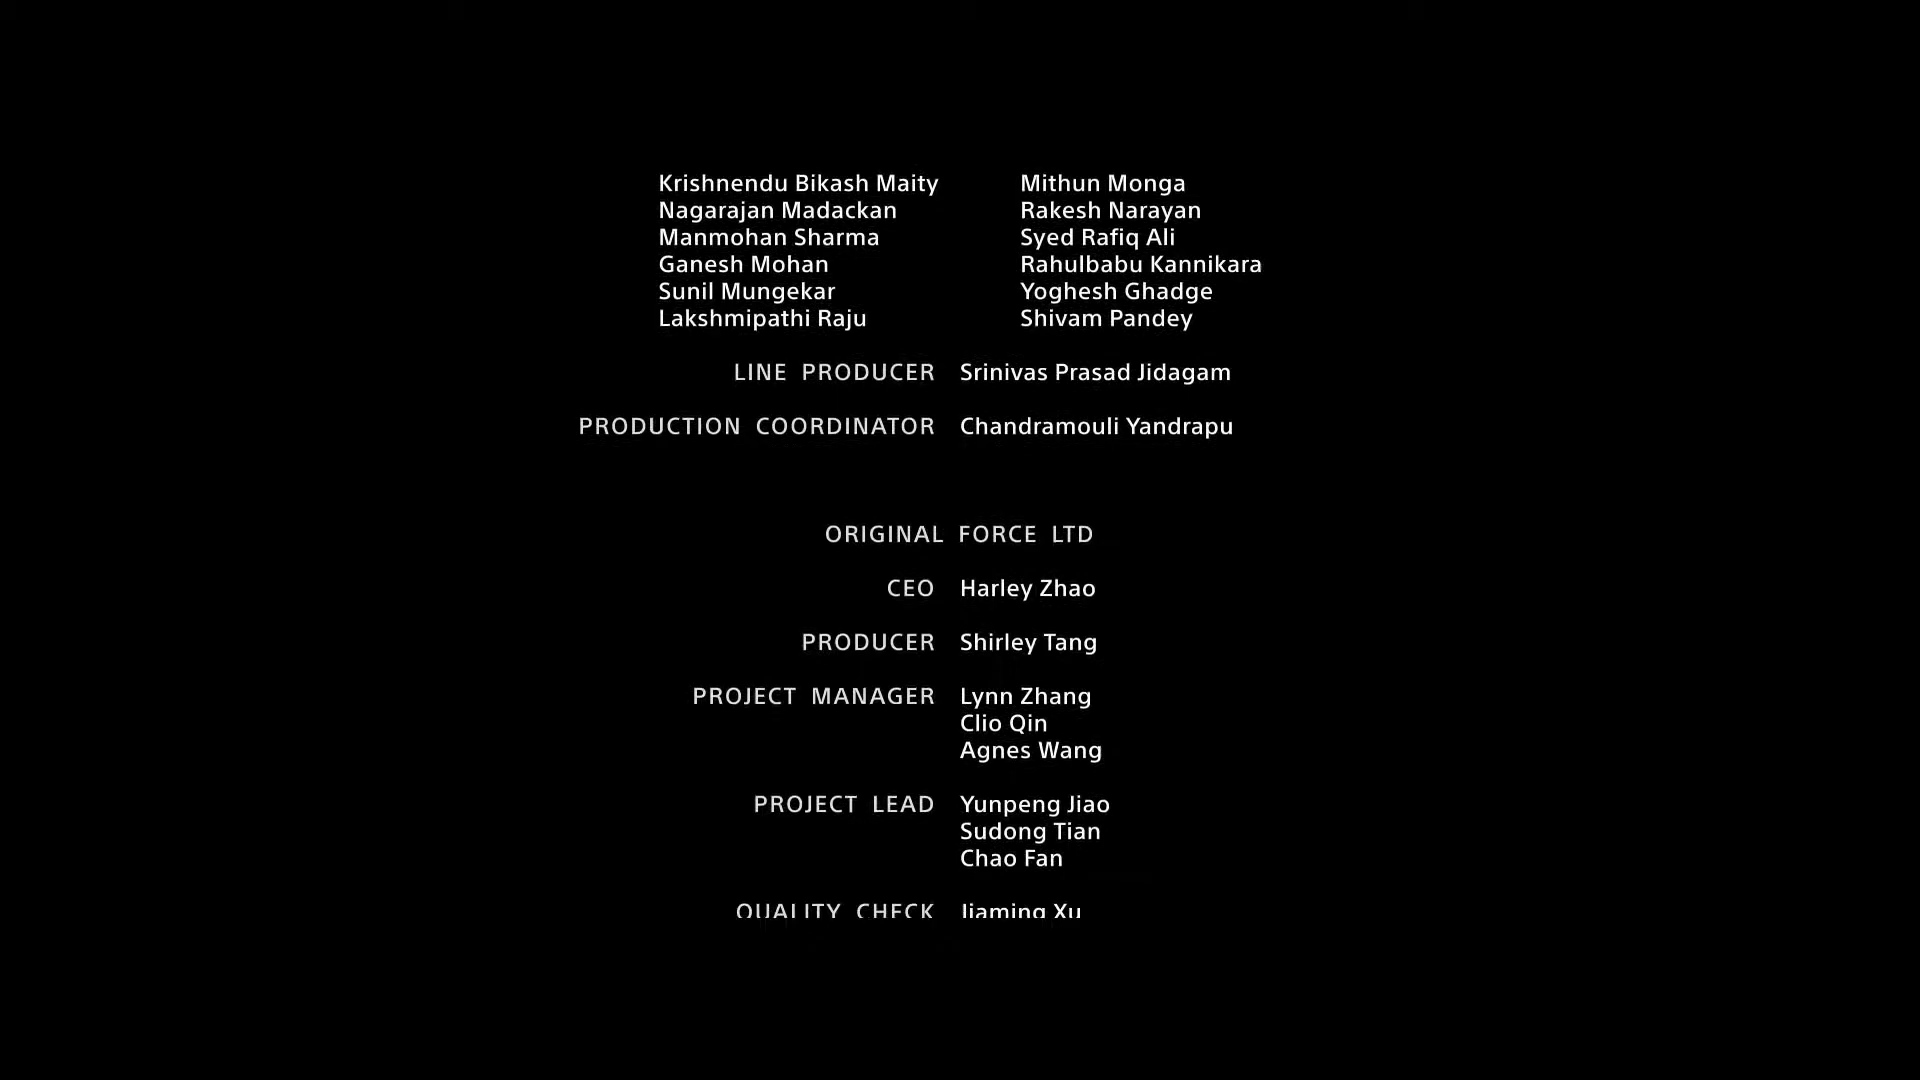 Krishnendu Bikash Maity Mithun Monga
Nagarajan Madackan Rakesh Narayan
Manmohan Sharma Syed Rafiq Ali
Ganesh Mohan Rahulbabu Kannikara
Sunil Mungekar Yoghesh Ghadge
Lakshmipathi Raju Shivam Pandey
LINE PRODUCER Srinivas Prasad Jidagam
PRODUCTION COORDINATOR Chandramouli Yandrapu
ORIGINAL FORCE LTD
CEO Harley Zhao
PRODUCER Shirley Tang
PROJECT MANAGER Lynn Zhang
Clio Qin
Agnes Wang
PROJECT LEAD Yunpeng Jiao
Sudong Tian
Chao Fan
QUALITY CHECK Jiaming Xu